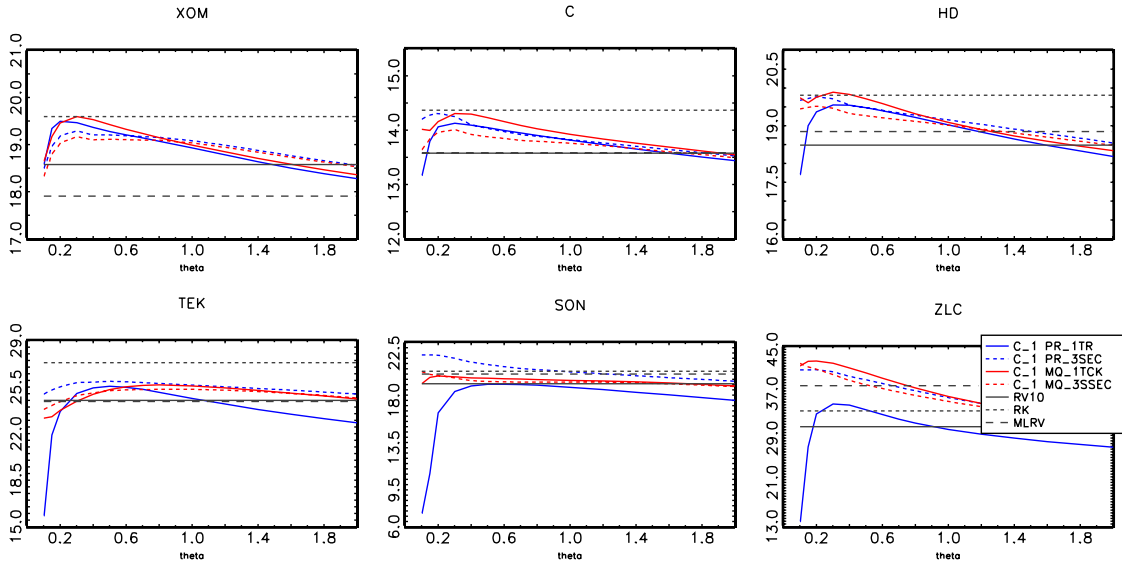 XOM
21.0
20.0
19.0
18.0
17.0
0.2 0.6 1.0 1.4 1.8
theta
C
15.0
14.0
13.0
12.0
0.2 0.6 1.0 1.4 1.8
theta
HD
20.5
19.0
17.5
16.0
0.2 0.6 1.0 1.4 1.8
theta
TEK
29.0
25.5
22.0
18.5
15.0
0.2 0.6 1.0 1.4 1.8
theta
SON
22.5
18.0
13.5
9.5
6.0
0.2 0.6 1.0 1.4 1.8
theta
ZLC
45.0
37.0
29.0
21.0
13.0
0.2 0.6 1.0 1.4 1.8
theta
C_1 PR_1TR
C_1 PR_3SEC
C_1 MQ_1TCK
C_1 MQ_3SSEC
RV10
RK
MLRV